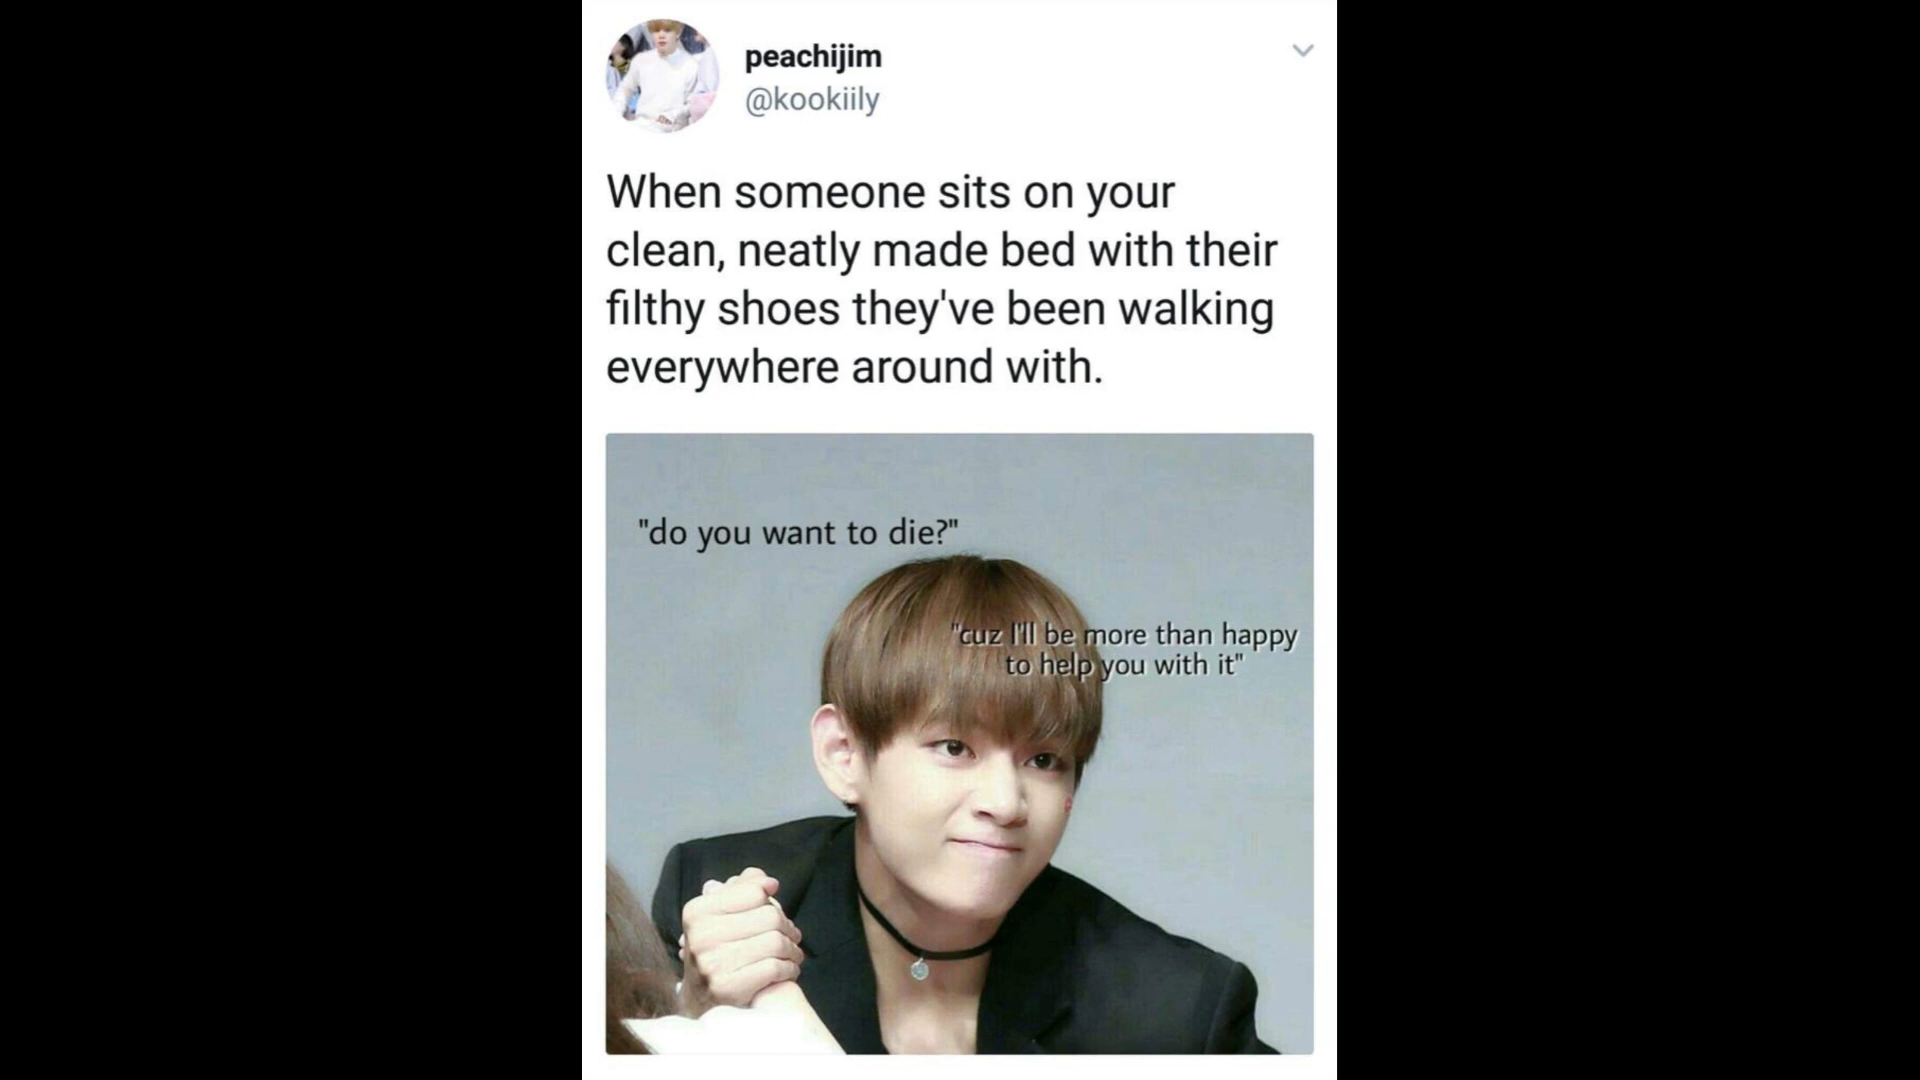 peachijim
@kookiily
When someone sits on your
clean, neatly made bed with their
filthy shoes they've been walking
everywhere around with.
"do you want to die?"
"cuz I'll be more than happy
to help you with it"